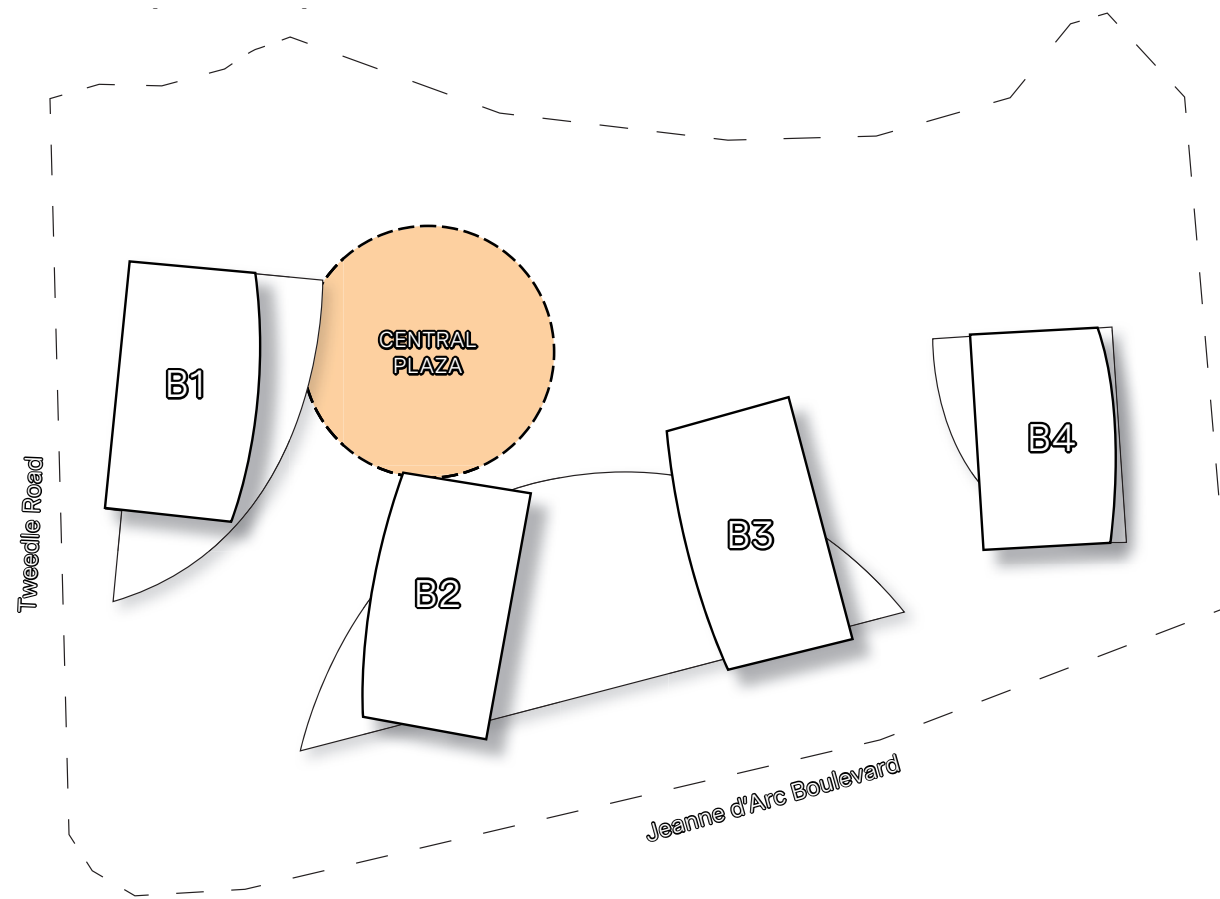 CENTRAL
PLAZA
B1
B4
B3
B2
Tweedle Road
Jeanne d'Arc Boulevard